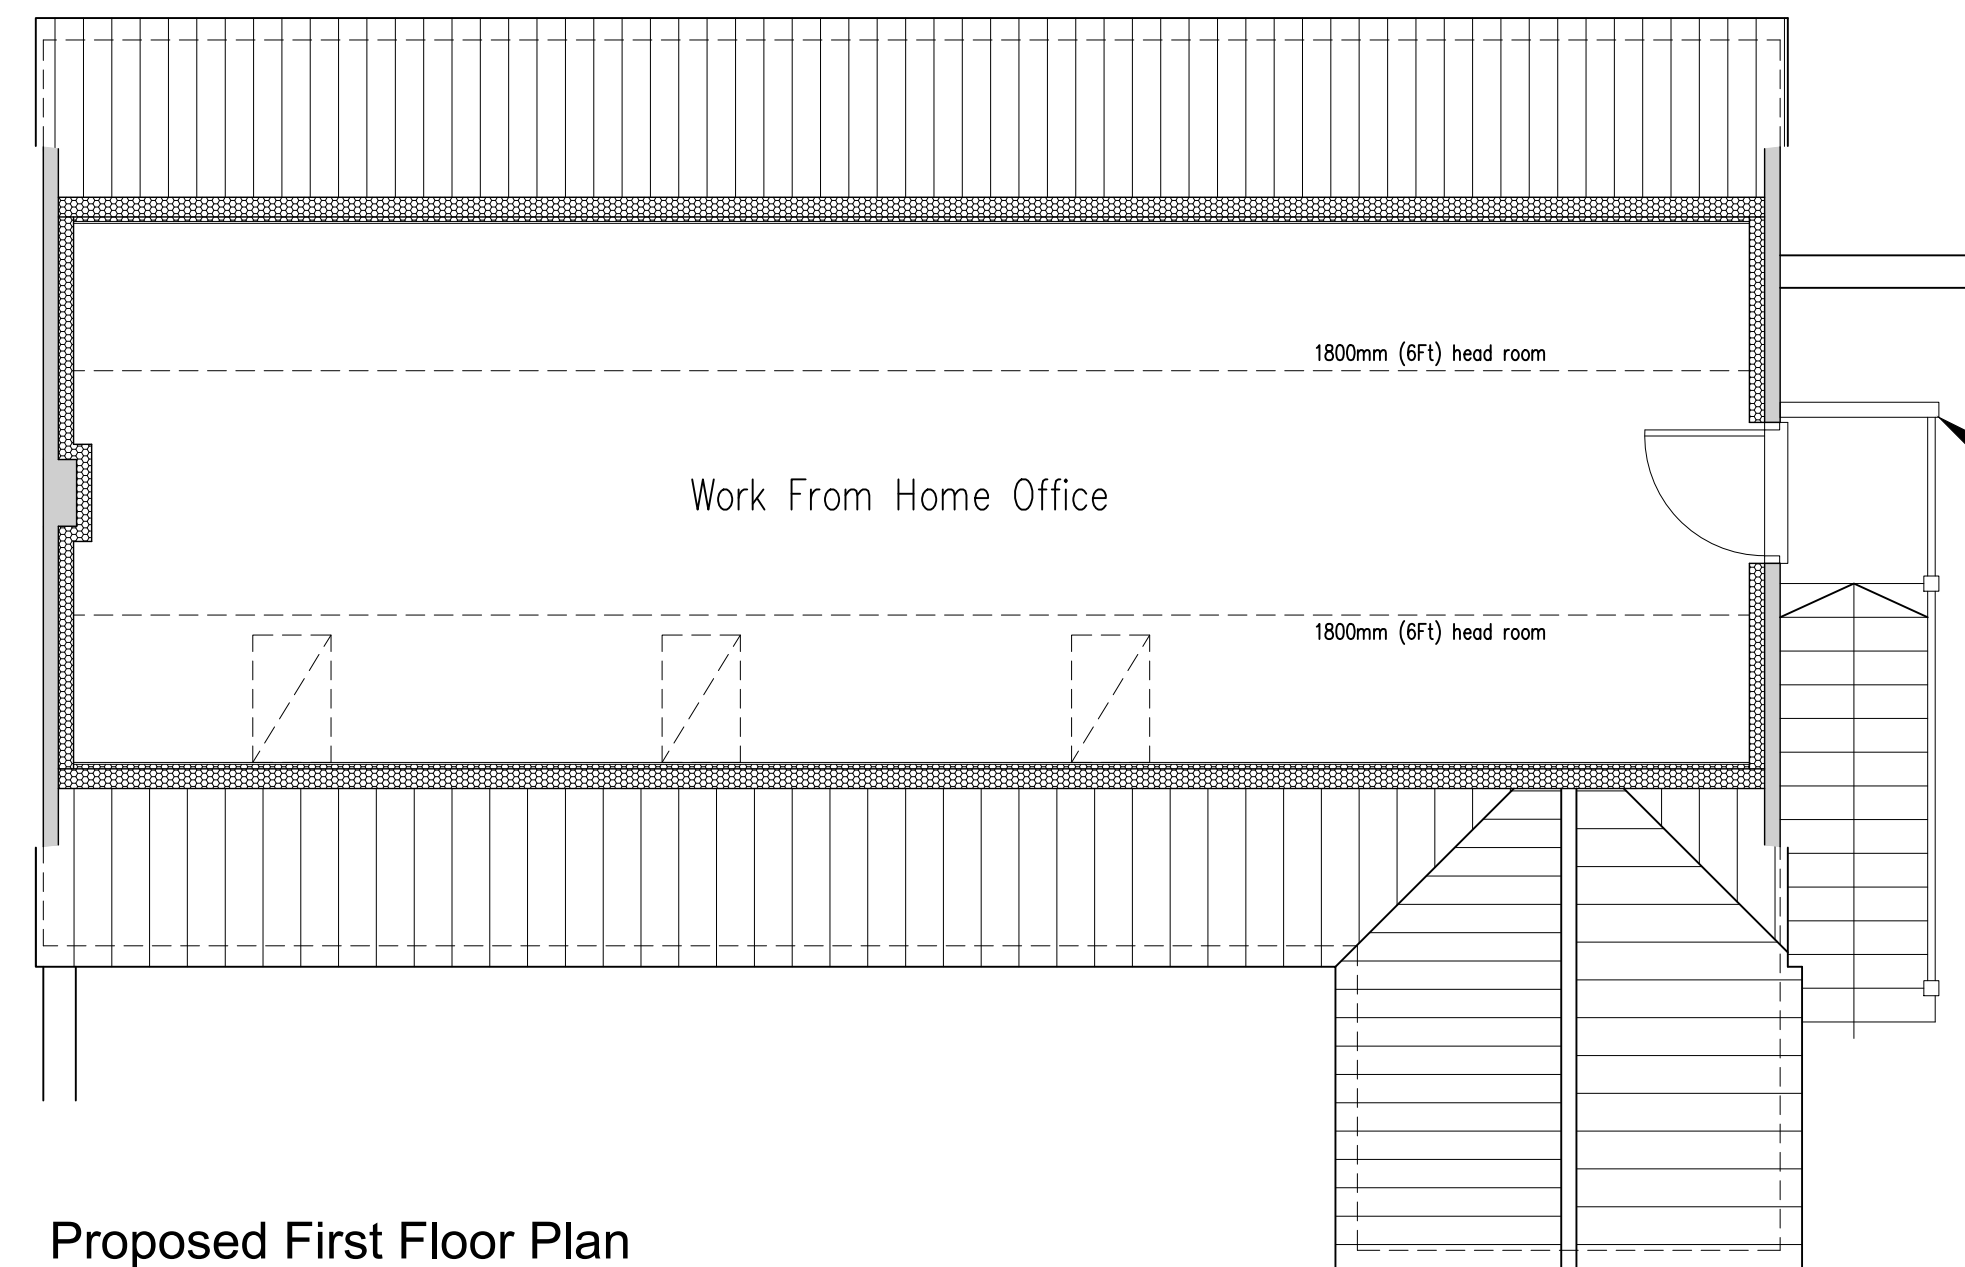 1800mm (6Ft) head room
Work From Home Office
1800mm (6Ft) head room
Proposed First Floor Plan